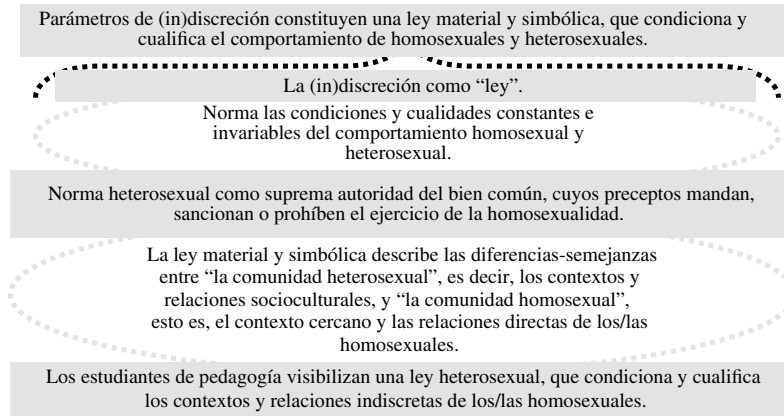 Parámetros de (in)discreción constituyen una ley material y simbólica, que condiciona y
cualifica el comportamiento de homosexuales y heterosexuales.
La (in)discreción como “ley”.
Norma las condiciones y cualidades constantes e
invariables del comportamiento homosexual y
heterosexual.
Norma heterosexual como suprema autoridad del bien común, cuyos preceptos mandan,
sancionan o prohíben el ejercicio de la homosexualidad.
La ley material y simbólica describe las diferencias-semejanzas
entre “la comunidad heterosexual”, es decir, los contextos y
relaciones socioculturales, y “la comunidad homosexual”,
esto es, el contexto cercano y las relaciones directas de los/las
homosexuales.
Los estudiantes de pedagogía visibilizan una ley heterosexual, que condiciona y cualifica
los contextos y relaciones indiscretas de los/las homosexuales.